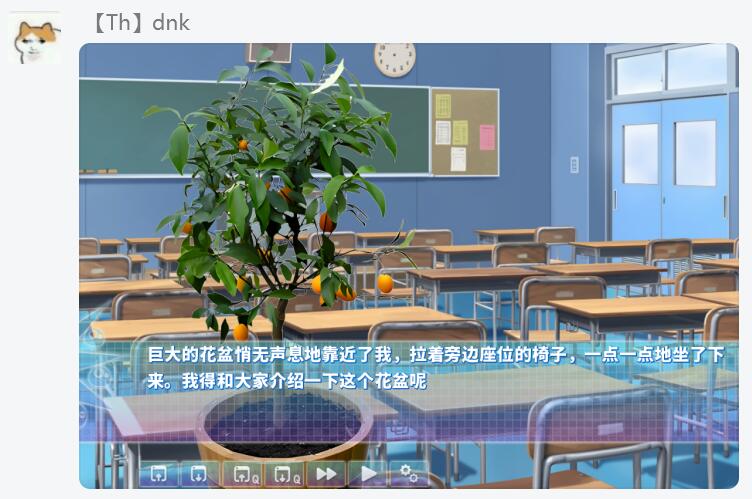 【Th】dnk
巨大的花盆悄无声息地靠近了我，拉着旁边座位的椅子，一点一点地坐了下
来。我得和大家介绍一下这个花盆呢
Q
Q